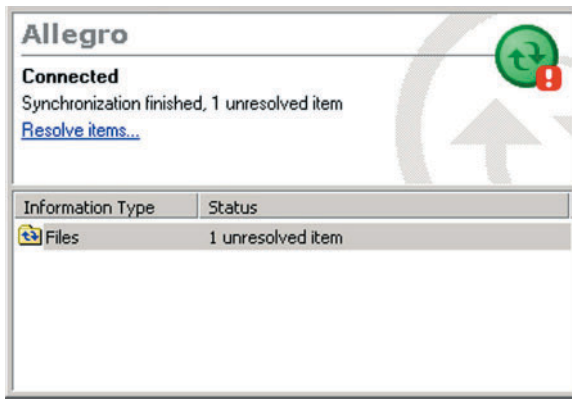 Allegro
Connected
Synchronization finished, 1 unresolved item
Resolve items...
Information Type Status
Files 1 unresolved item